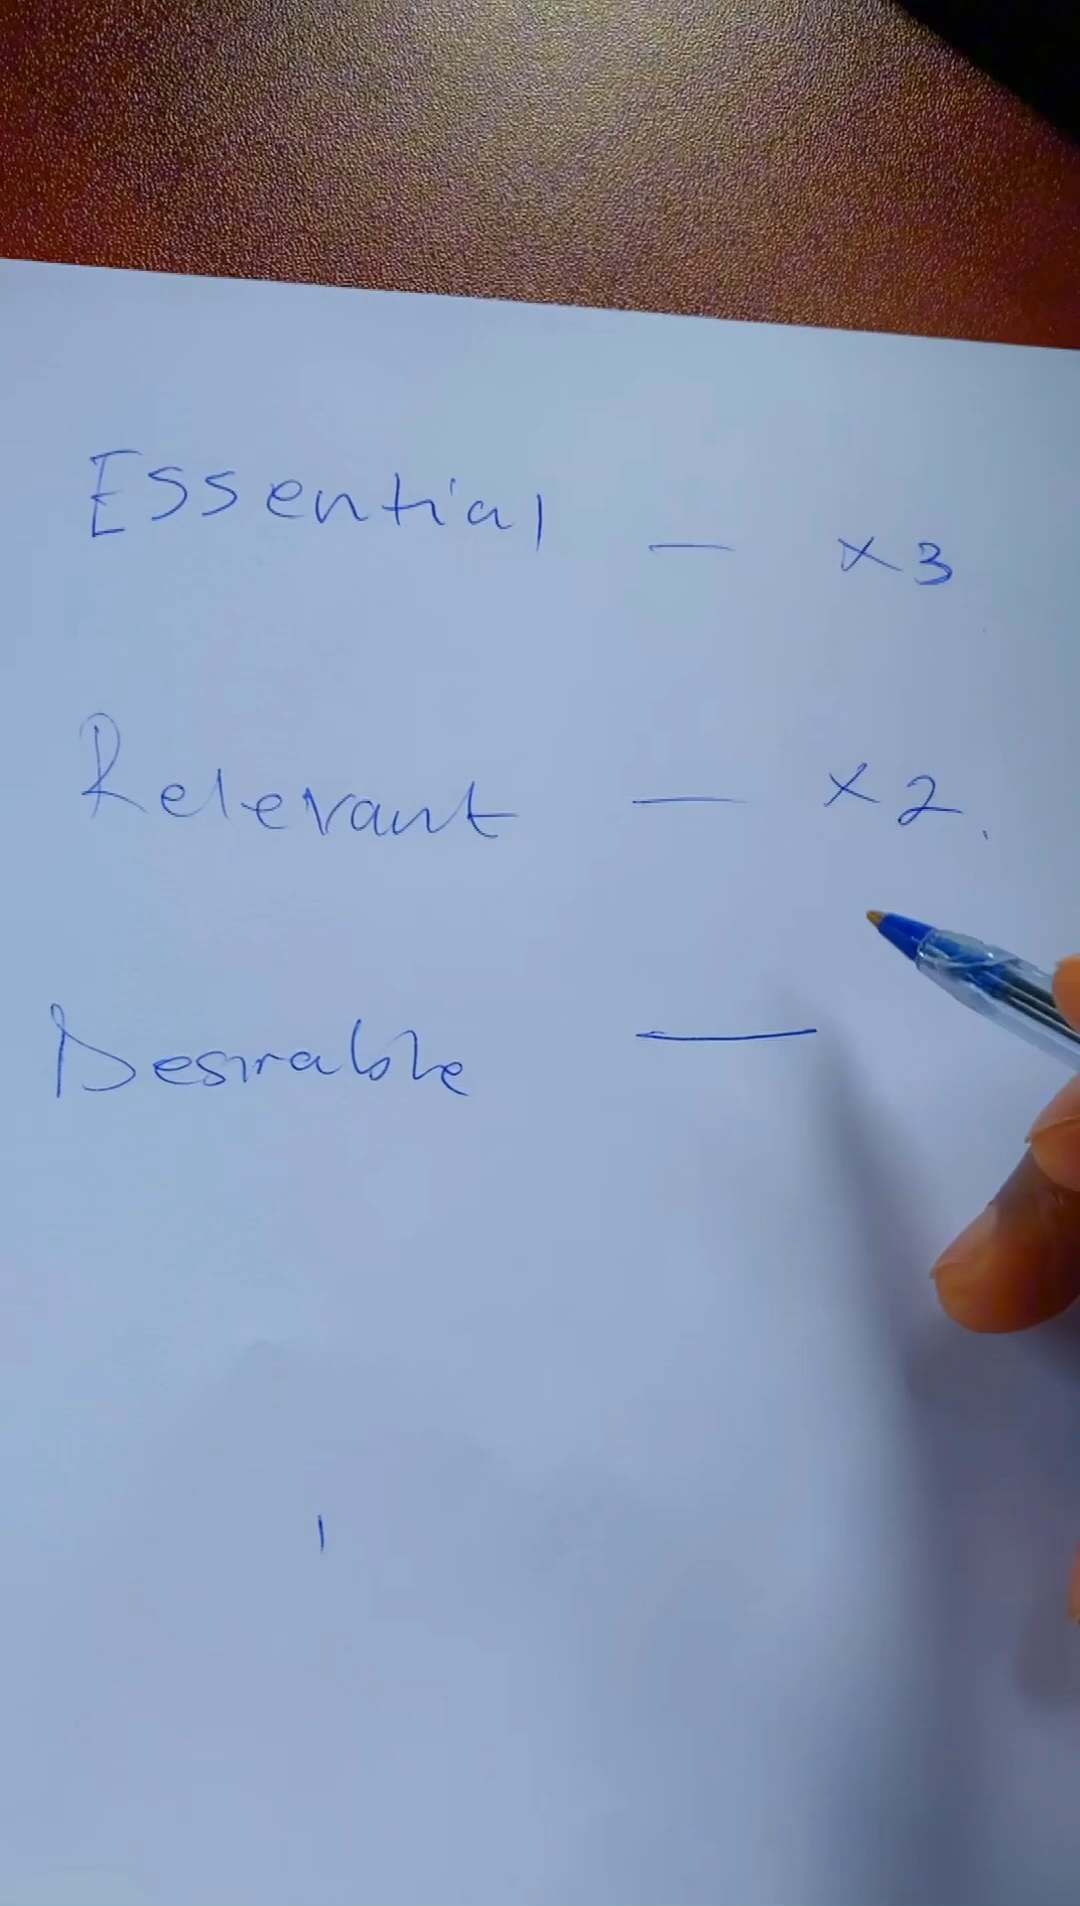 Essential — x3
Relevant — x2.
Desirable —